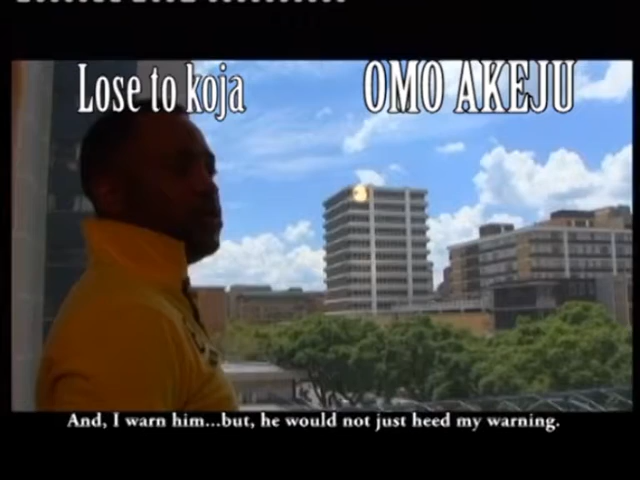 Lose to koja
OMO AKEJU
And, I warn him...but, he would not just heed my warning.